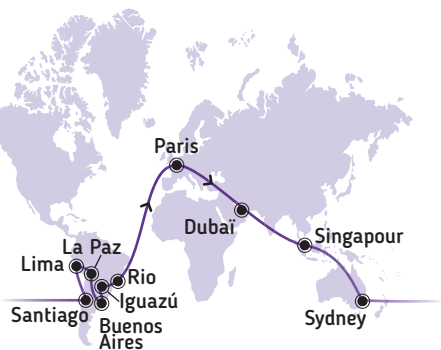 Paris
Dubaï
Singapour
La Paz
Lima
Rio
Iguazú
Santiago
Buenos
Aires
Sydney